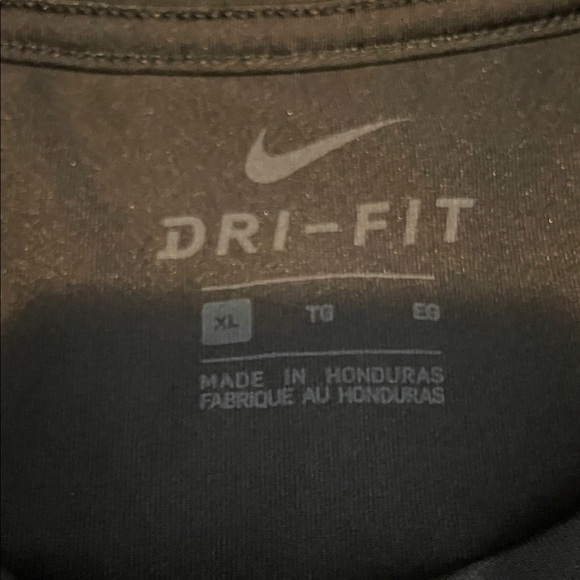 DRI-FIT
XL TG EG
MADE IN HONDURAS
FABRIQUE AU HONDURAS